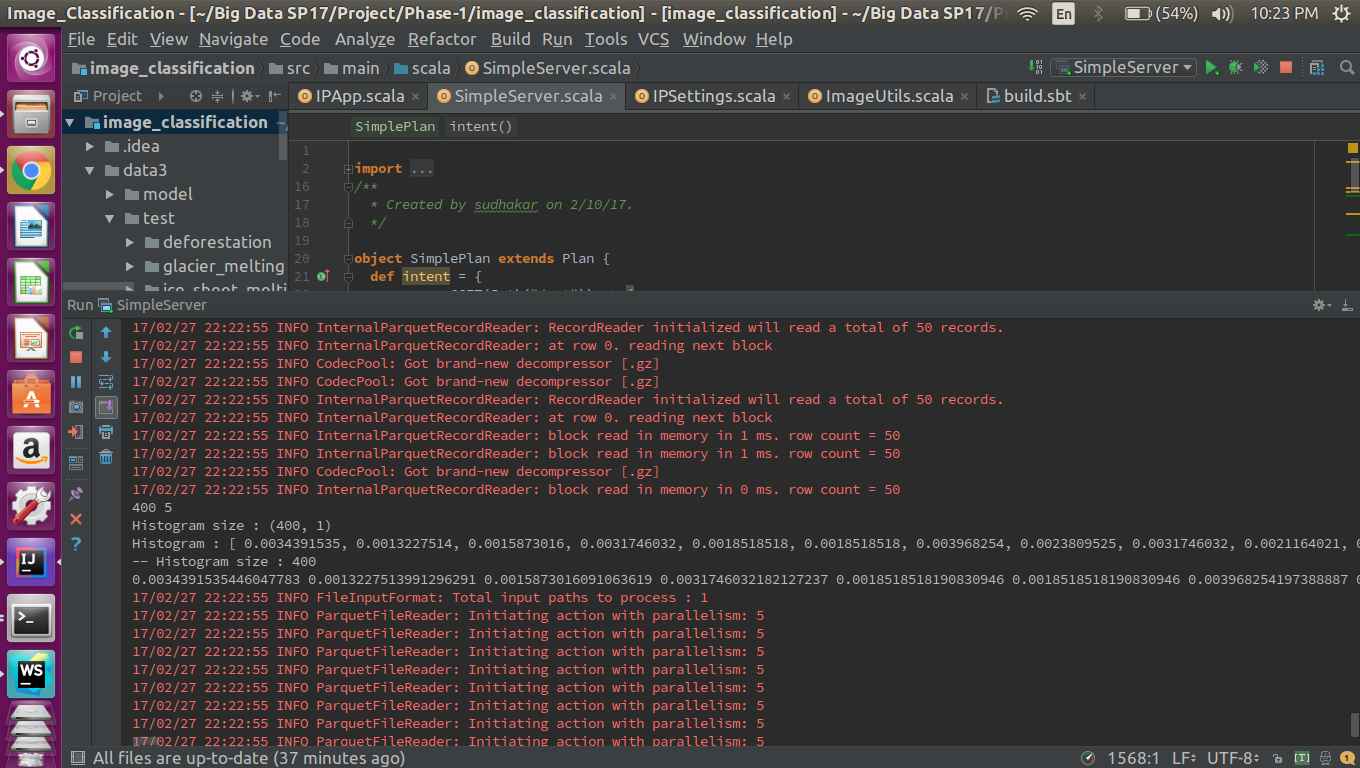 Image_Classification - [~/Big Data SP17/Project/Phase-1/image_classification] - [image_classification] - ~/Big Data SP17/P
En
(54%)
10:23 PM
File Edit View Navigate Code Analyze Refactor Build Run Tools VCS Window Help
image_classification src main scala SimpleServer.scala
SimpleServer
Project
IPApp.scala × SimpleServer.scala × IPSettings.scala × ImageUtils.scala × build.sbt ×
image_classification
.idea
data3
model
test
deforestation
glacier_melting
SimplePlan intent()
1
2 import ...
16 /**
17 * Created by sudhakar on 2/10/17.
18 */
19
20 object SimplePlan extends Plan {
21 def intent = {
Run SimpleServer
17/02/27 22:22:55 INFO InternalParquetRecordReader: RecordReader initialized will read a total of 50 records.
17/02/27 22:22:55 INFO InternalParquetRecordReader: at row 0. reading next block
17/02/27 22:22:55 INFO CodecPool: Got brand-new decompressor [.gz]
17/02/27 22:22:55 INFO CodecPool: Got brand-new decompressor [.gz]
17/02/27 22:22:55 INFO InternalParquetRecordReader: RecordReader initialized will read a total of 50 records.
17/02/27 22:22:55 INFO InternalParquetRecordReader: at row 0. reading next block
17/02/27 22:22:55 INFO InternalParquetRecordReader: block read in memory in 1 ms. row count = 50
17/02/27 22:22:55 INFO InternalParquetRecordReader: block read in memory in 1 ms. row count = 50
17/02/27 22:22:55 INFO CodecPool: Got brand-new decompressor [.gz]
17/02/27 22:22:55 INFO InternalParquetRecordReader: block read in memory in 0 ms. row count = 50
400 5
Histogram size : (400, 1)
Histogram : [ 0.0034391535, 0.0013227514, 0.0015873016, 0.0031746032, 0.0018518518, 0.0018518518, 0.003968254, 0.0023809525, 0.0031746032, 0.0021164021,
-- Histogram size : 400
0.0034391535446047783 0.0013227513991296291 0.0015873016091063619 0.0031746032182127237 0.0018518518190830946 0.0018518518190830946 0.003968254197388887
17/02/27 22:22:55 INFO FileInputFormat: Total input paths to process : 1
17/02/27 22:22:55 INFO ParquetFileReader: Initiating action with parallelism: 5
17/02/27 22:22:55 INFO ParquetFileReader: Initiating action with parallelism: 5
17/02/27 22:22:55 INFO ParquetFileReader: Initiating action with parallelism: 5
17/02/27 22:22:55 INFO ParquetFileReader: Initiating action with parallelism: 5
17/02/27 22:22:55 INFO ParquetFileReader: Initiating action with parallelism: 5
17/02/27 22:22:55 INFO ParquetFileReader: Initiating action with parallelism: 5
17/02/27 22:22:55 INFO ParquetFileReader: Initiating action with parallelism: 5
17/02/27 22:22:55 INFO ParquetFileReader: Initiating action with parallelism: 5
All files are up-to-date (37 minutes ago)
1568:1 LF UTF-8 [T] 1
IJ
WS